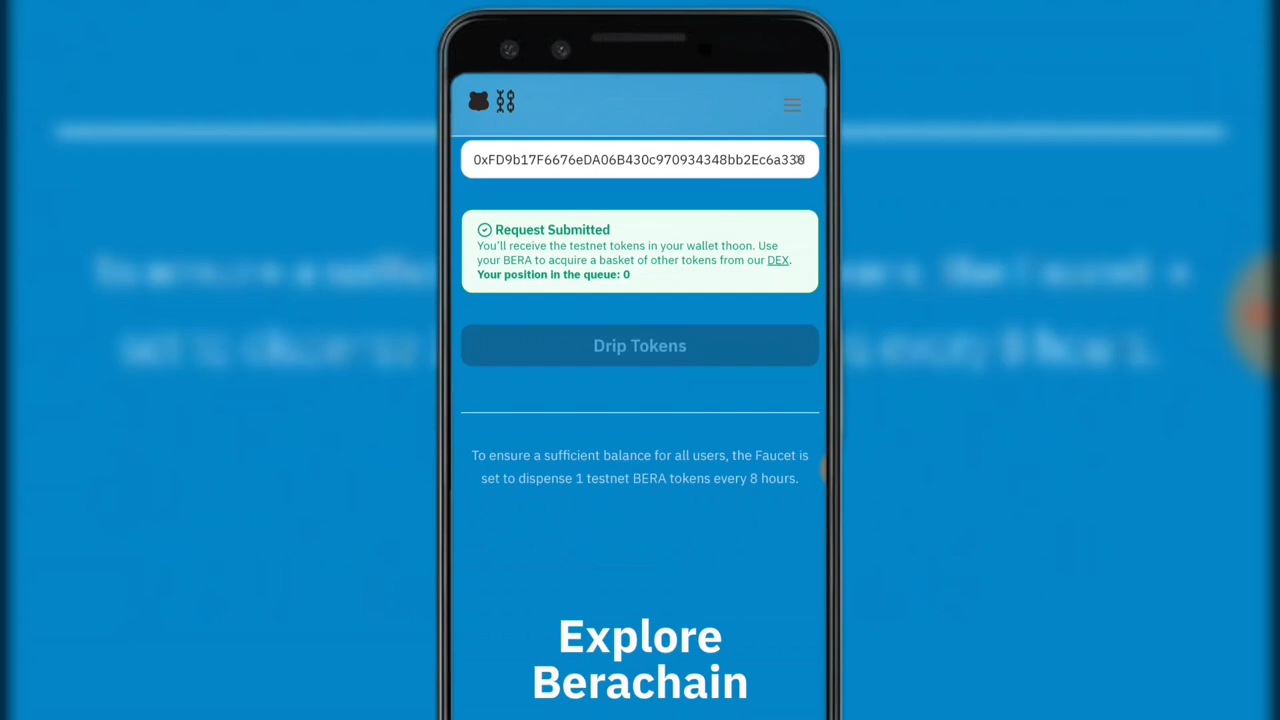 0xFD9b17F6676eDA06B430c970934348bb2Ec6a330
Request Submitted
You'll receive the testnet tokens in your wallet thoon. Use
your BERA to acquire a basket of other tokens from our DEX.
Your position in the queue: 0
Drip Tokens
To ensure a sufficient balance for all users, the Faucet is
set to dispense 1 testnet BERA tokens every 8 hours.
Explore
Berachain